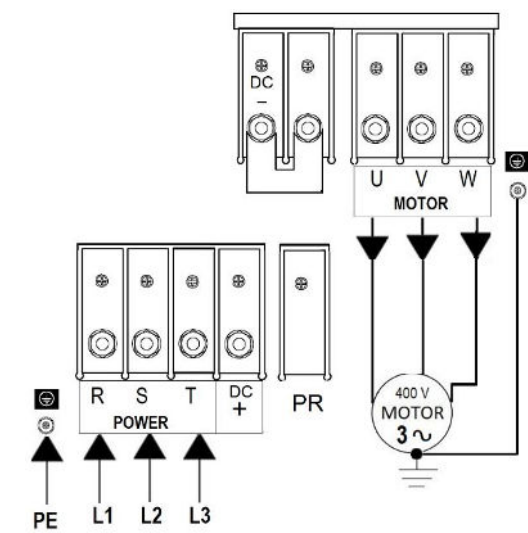 DC
−
U V W
MOTOR
R S T DC
+
PR
POWER
400 V
MOTOR
3 ~
PE L1 L2 L3